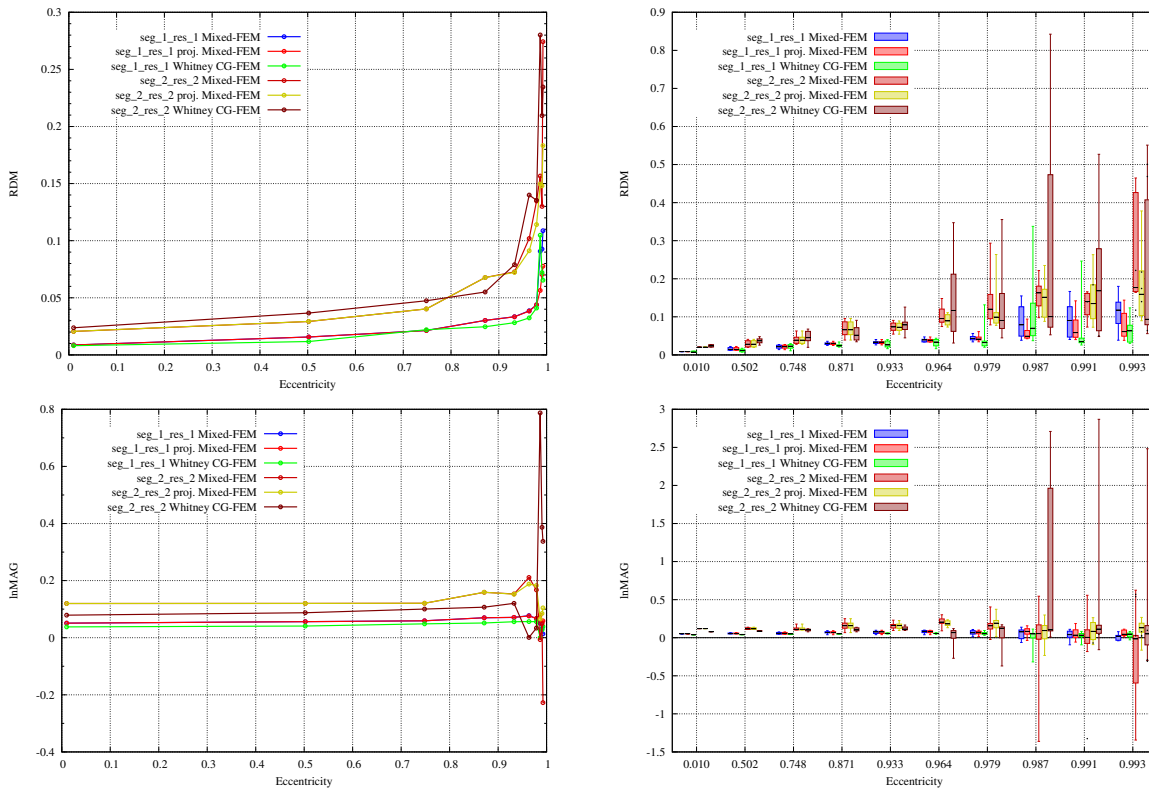 0.3
0.25
0.2
0.15
0.1
0.05
0
RDM
seg_1_res_1 Mixed-FEM
seg_1_res_1 proj. Mixed-FEM
seg_1_res_1 Whitney CG-FEM
seg_2_res_2 Mixed-FEM
seg_2_res_2 proj. Mixed-FEM
seg_2_res_2 Whitney CG-FEM
0 0.1 0.2 0.3 0.4 0.5 0.6 0.7 0.8 0.9 1
Eccentricity
0.9
0.8
0.7
0.6
0.5
0.4
0.3
0.2
0.1
0
RDM
seg_1_res_1 Mixed-FEM
seg_1_res_1 proj. Mixed-FEM
seg_1_res_1 Whitney CG-FEM
seg_2_res_2 Mixed-FEM
seg_2_res_2 proj. Mixed-FEM
seg_2_res_2 Whitney CG-FEM
0.010 0.502 0.748 0.871 0.933 0.964 0.979 0.987 0.991 0.993
Eccentricity
0.8
0.6
0.4
0.2
0
-0.2
-0.4
lnMAG
seg_1_res_1 Mixed-FEM
seg_1_res_1 proj. Mixed-FEM
seg_1_res_1 Whitney CG-FEM
seg_2_res_2 Mixed-FEM
seg_2_res_2 proj. Mixed-FEM
seg_2_res_2 Whitney CG-FEM
0 0.1 0.2 0.3 0.4 0.5 0.6 0.7 0.8 0.9 1
Eccentricity
3
2.5
2
1.5
1
0.5
0
-0.5
-1
-1.5
lnMAG
seg_1_res_1 Mixed-FEM
seg_1_res_1 proj. Mixed-FEM
seg_1_res_1 Whitney CG-FEM
seg_2_res_2 Mixed-FEM
seg_2_res_2 proj. Mixed-FEM
seg_2_res_2 Whitney CG-FEM
0.010 0.502 0.748 0.871 0.933 0.964 0.979 0.987 0.991 0.993
Eccentricity